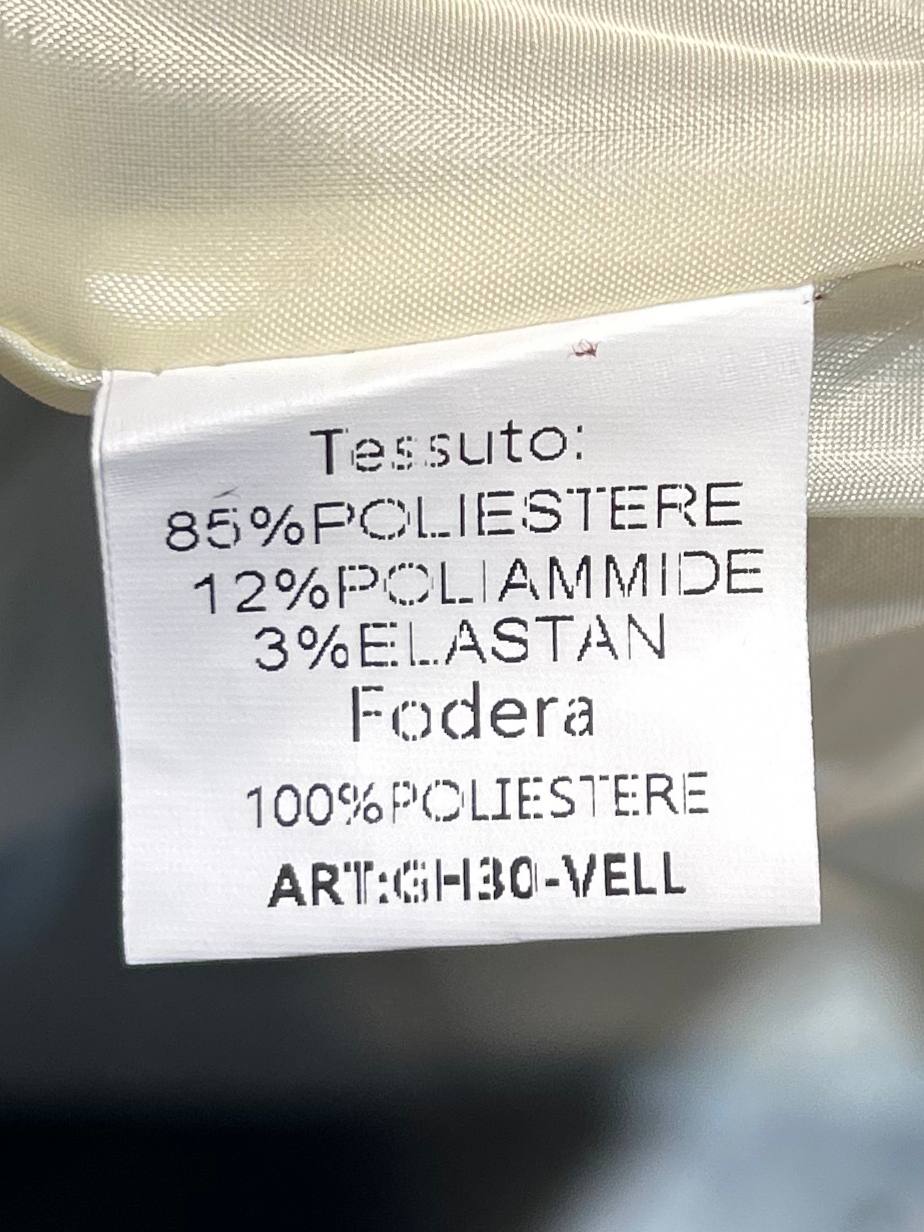 Tessuto:
85%POLIESTERE
12%POLIAMMIDE
3%ELASTAN
Fodera
100%POLIESTERE
ART:GH30-VELL